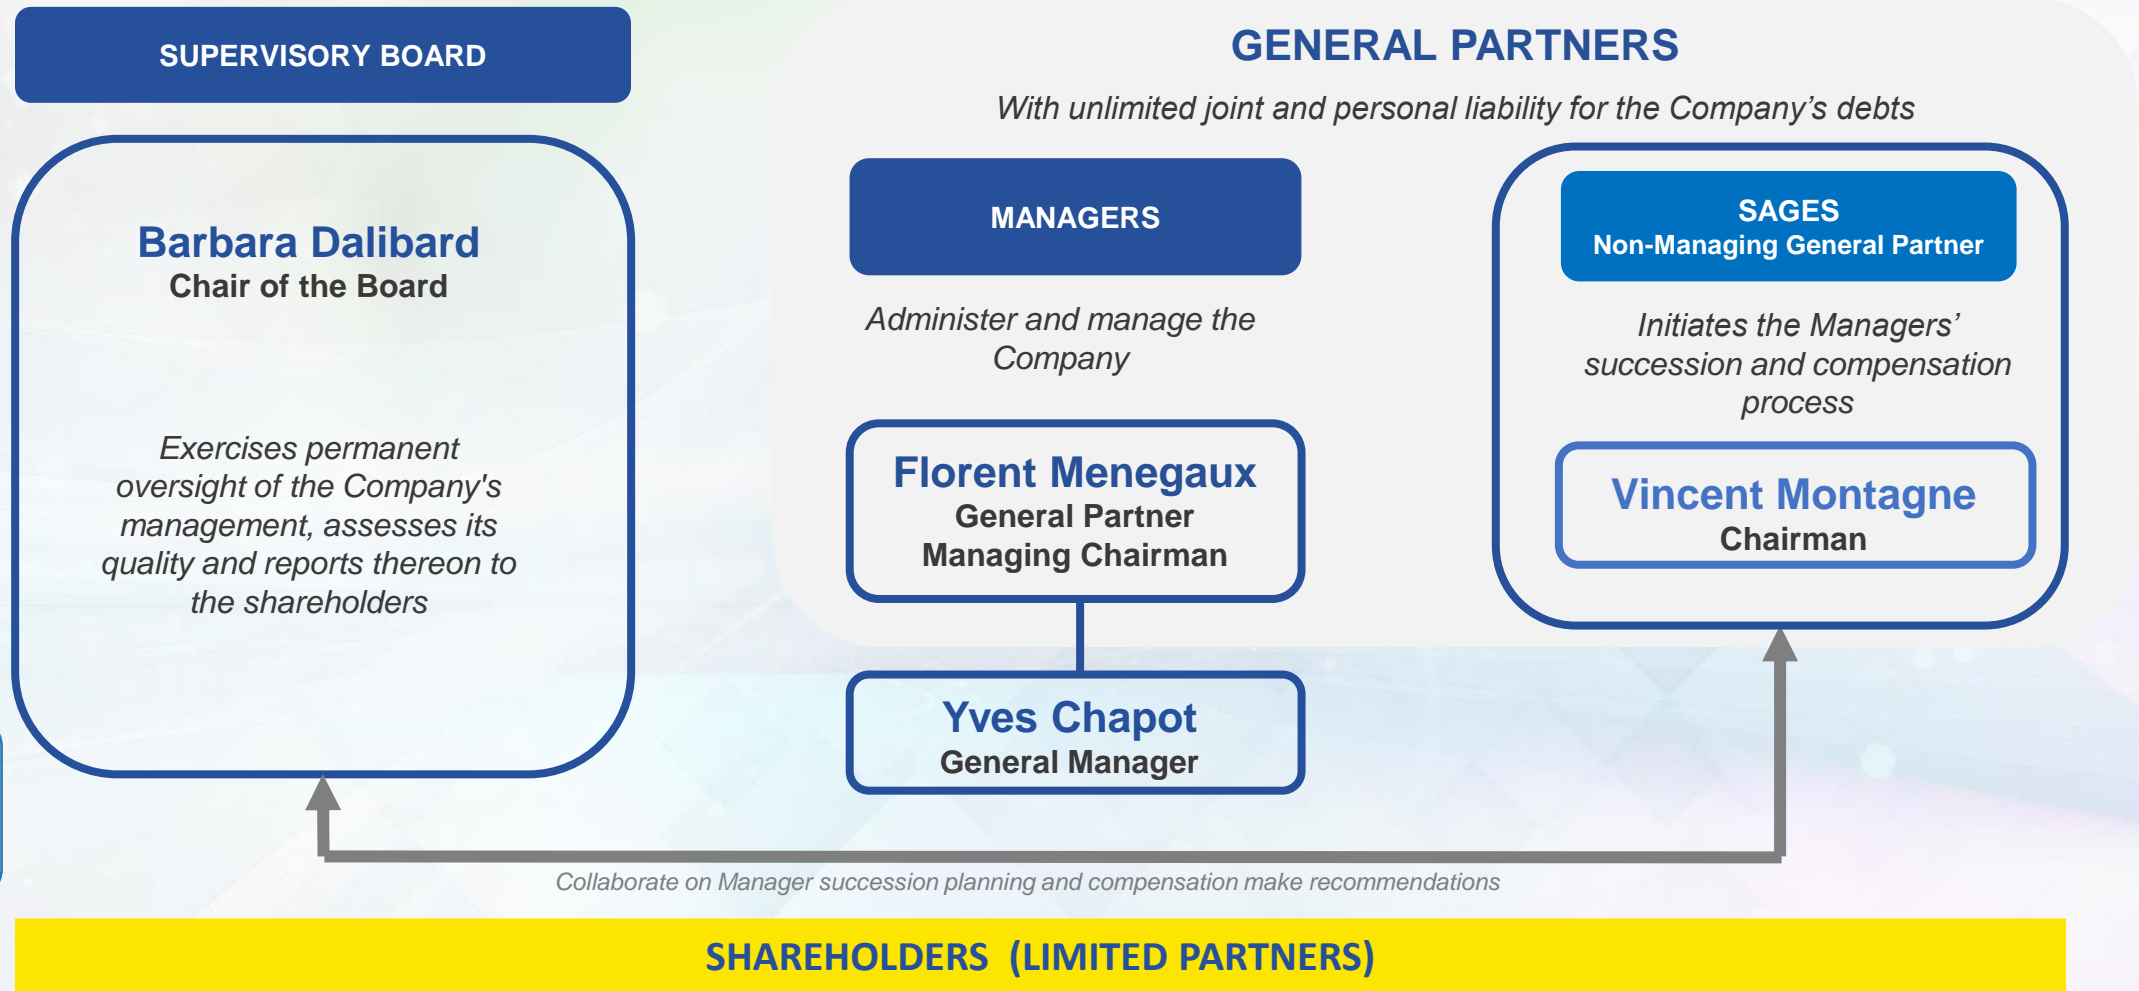 SUPERVISORY BOARD
Barbara Dalibard
Chair of the Board
Exercises permanent
oversight of the Company's
management, assesses its
quality and reports thereon to
the shareholders
GENERAL PARTNERS
With unlimited joint and personal liability for the Company’s debts
MANAGERS
Administer and manage the
Company
Florent Menegaux
General Partner
Managing Chairman
Yves Chapot
General Manager
SAGES
Non-Managing General Partner
Initiates the Managers’
succession and compensation
process
Vincent Montagne
Chairman
Collaborate on Manager succession planning and compensation make recommendations
SHAREHOLDERS (LIMITED PARTNERS)